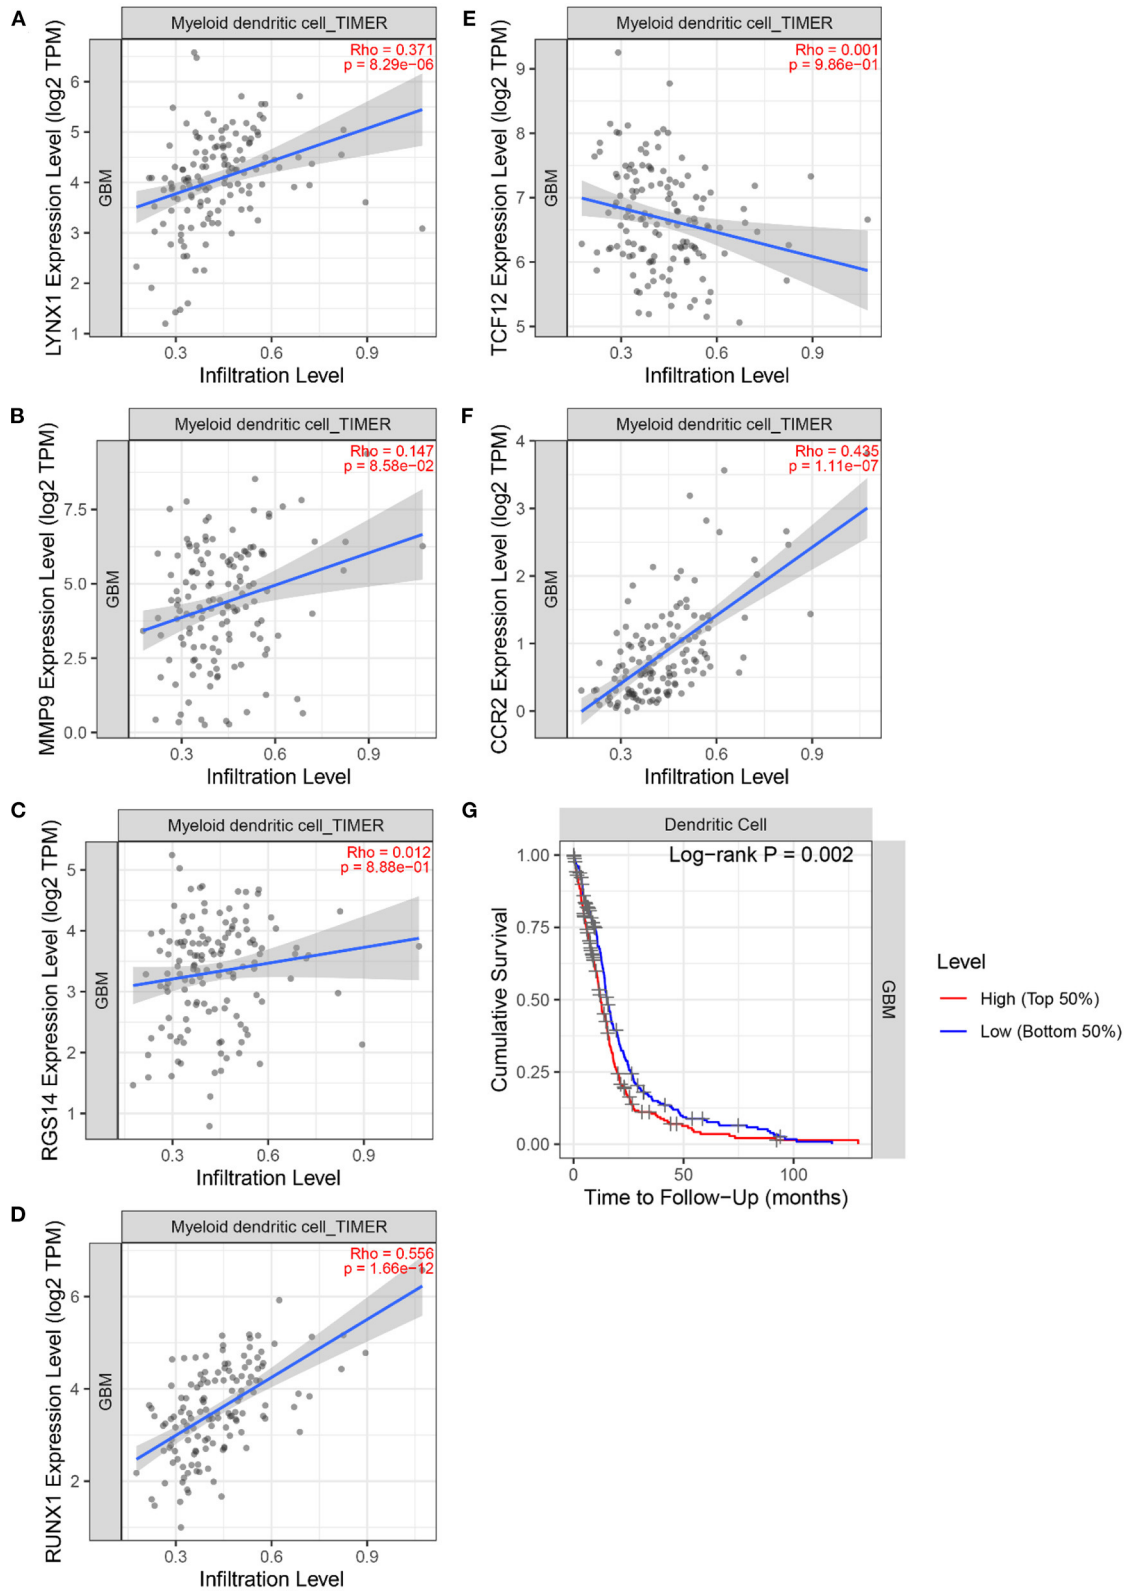 A
Myeloid dendritic cell_TIMER
Rho = 0.371
p = 8.29e−06
LYNX1 Expression Level (log2 TPM)
GBM
6
5
4
3
2
1
0.3 0.6 0.9
Infiltration Level
B
Myeloid dendritic cell_TIMER
Rho = 0.147
p = 8.58e−02
MMP9 Expression Level (log2 TPM)
GBM
7.5
5.0
2.5
0.0
0.3 0.6 0.9
Infiltration Level
C
Myeloid dendritic cell_TIMER
Rho = 0.012
p = 8.88e−01
RGS14 Expression Level (log2 TPM)
GBM
5
4
3
2
1
0.3 0.6 0.9
Infiltration Level
D
Myeloid dendritic cell_TIMER
Rho = 0.556
p = 1.66e−12
RUNX1 Expression Level (log2 TPM)
GBM
6
4
2
0.3 0.6 0.9
Infiltration Level
E
Myeloid dendritic cell_TIMER
Rho = 0.001
p = 9.86e−01
TCF12 Expression Level (log2 TPM)
GBM
9
8
7
6
5
0.3 0.6 0.9
Infiltration Level
F
Myeloid dendritic cell_TIMER
Rho = 0.435
p = 1.11e−07
CCR2 Expression Level (log2 TPM)
GBM
4
3
2
1
0
0.3 0.6 0.9
Infiltration Level
G
Dendritic Cell
Log−rank P = 0.002
Cumulative Survival
GBM
1.00
0.75
0.50
0.25
0.00
0 50 100
Time to Follow−Up (months)
Level
High (Top 50%)
Low (Bottom 50%)